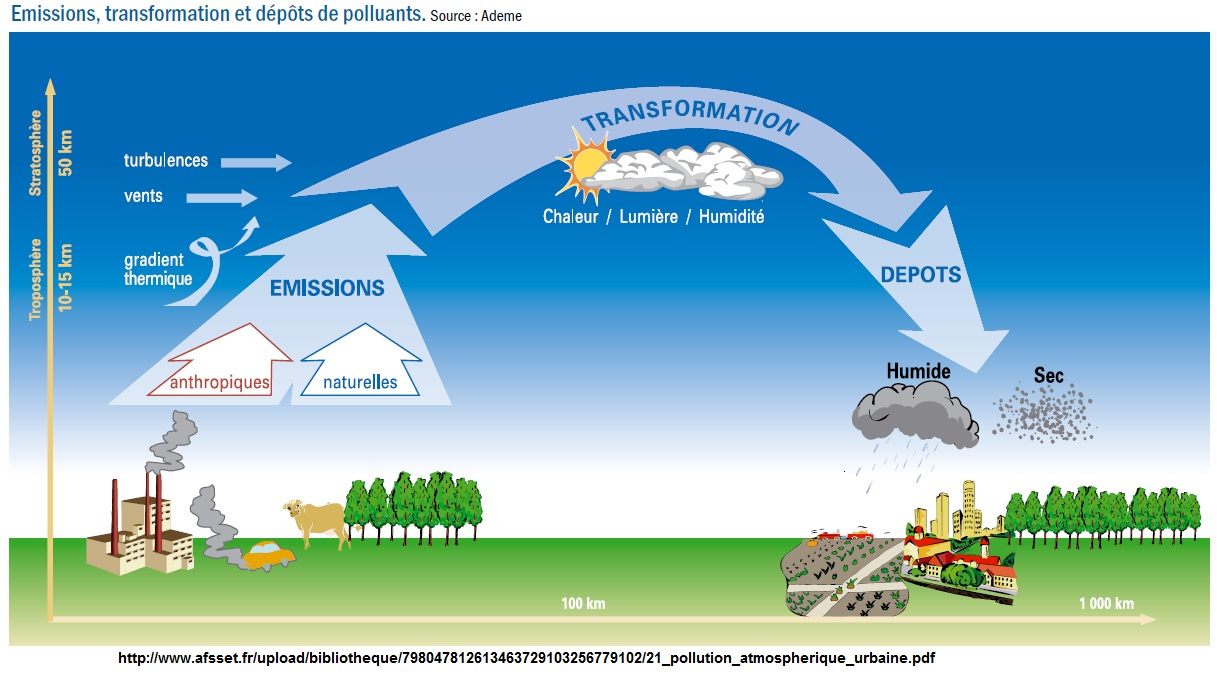 Emissions, transformation et dépôts de polluants. Source : Ademe
Stratosphère
50 km
Troposphère
10-15 km
turbulences
vents
gradient
thermique
TRANSFORMATION
Chaleur / Lumière / Humidité
EMISSIONS
anthropiques
naturelles
DEPOTS
Humide
Sec
100 km
1 000 km
http://www.afsset.fr/upload/bibliotheque/798047812613463729103256779102/21_pollution_atmospherique_urbaine.pdf